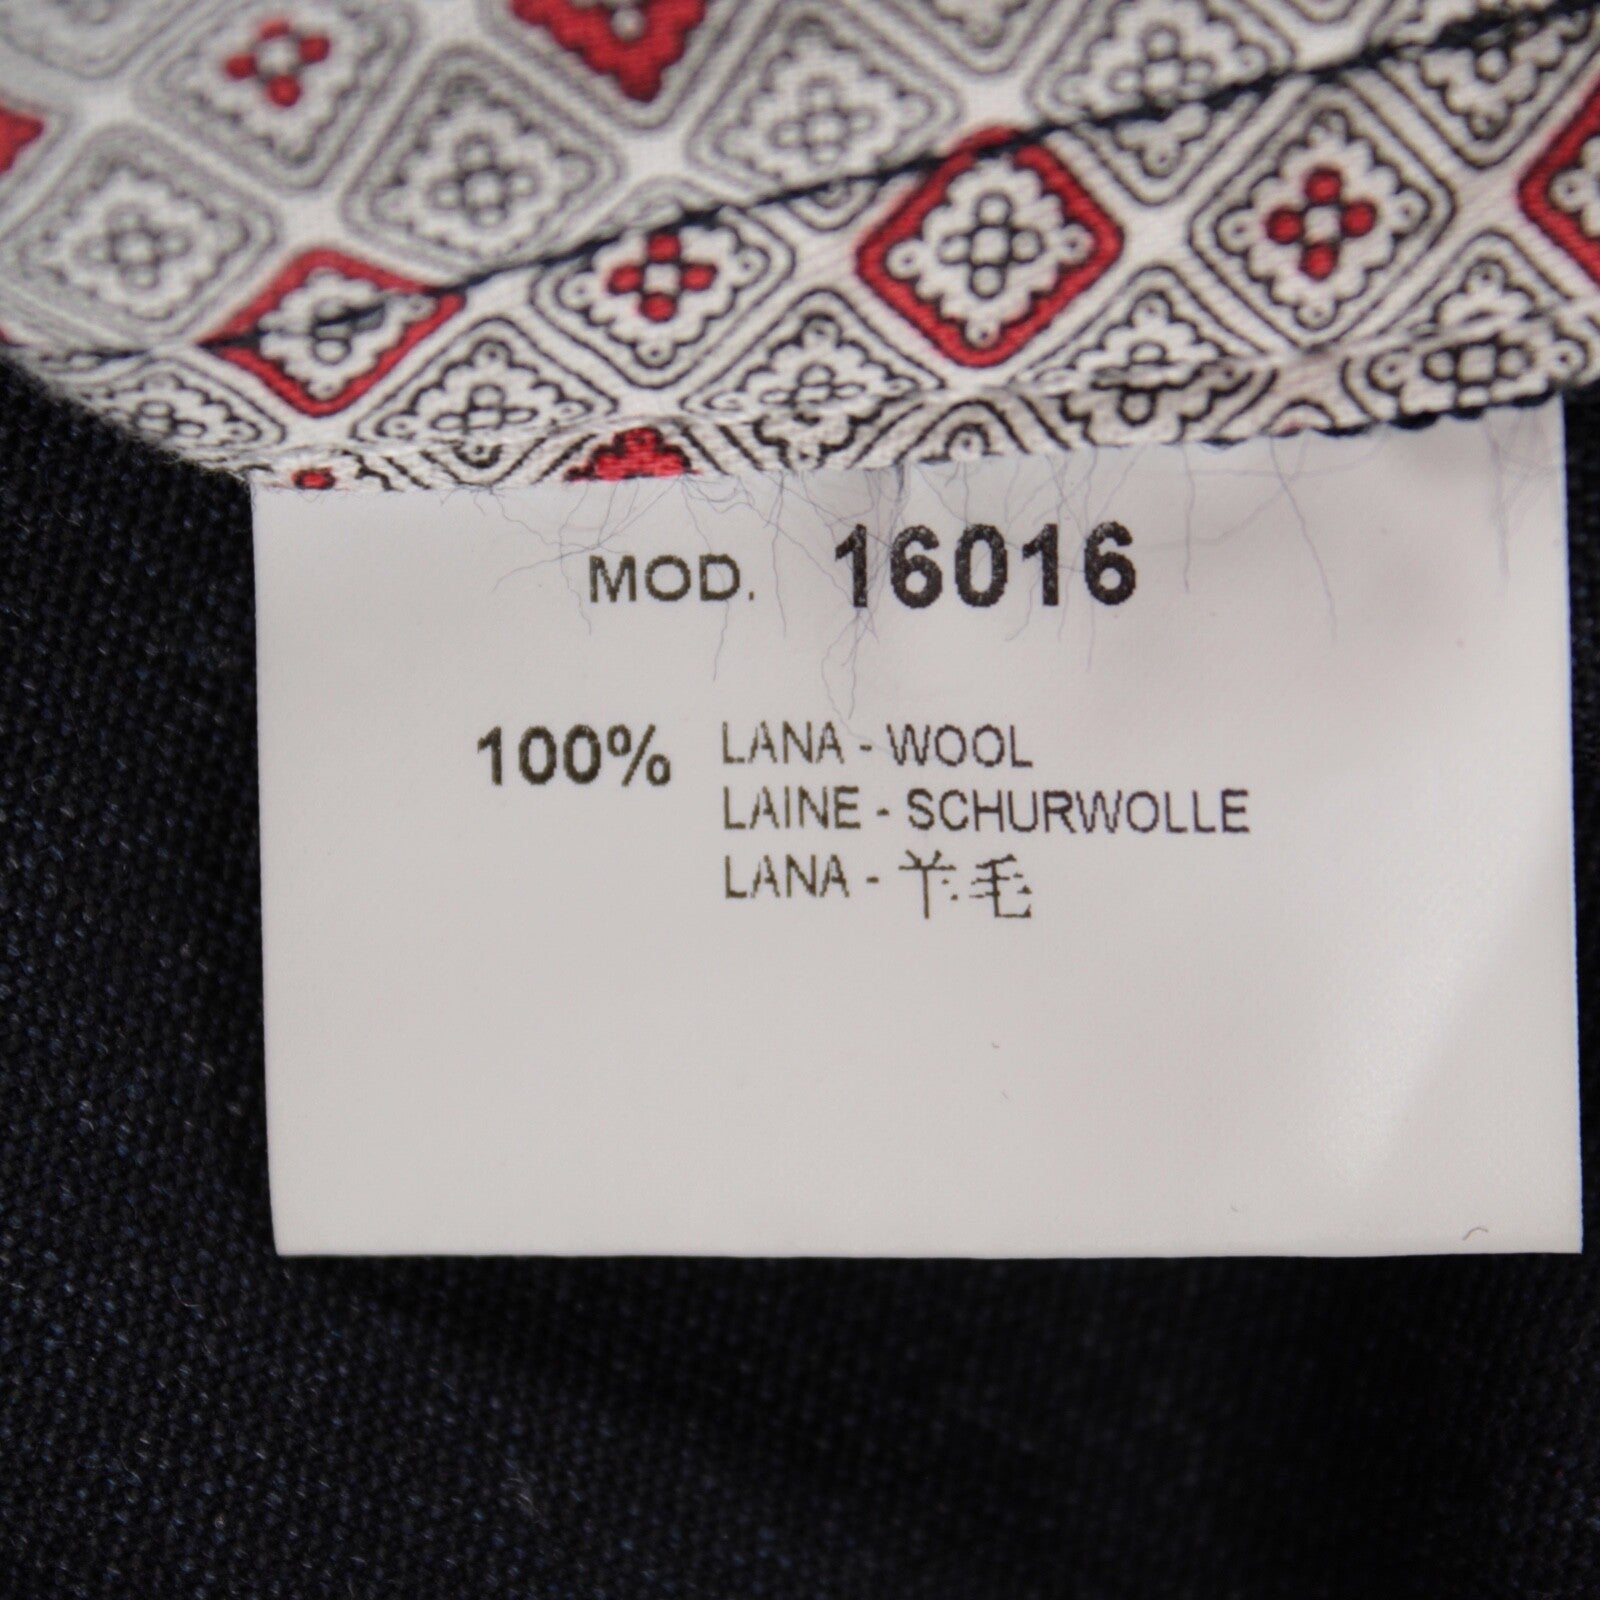 MOD. 16016
100% LANA - WOOL
LAINE - SCHURWOLLE
LANA - 羊毛